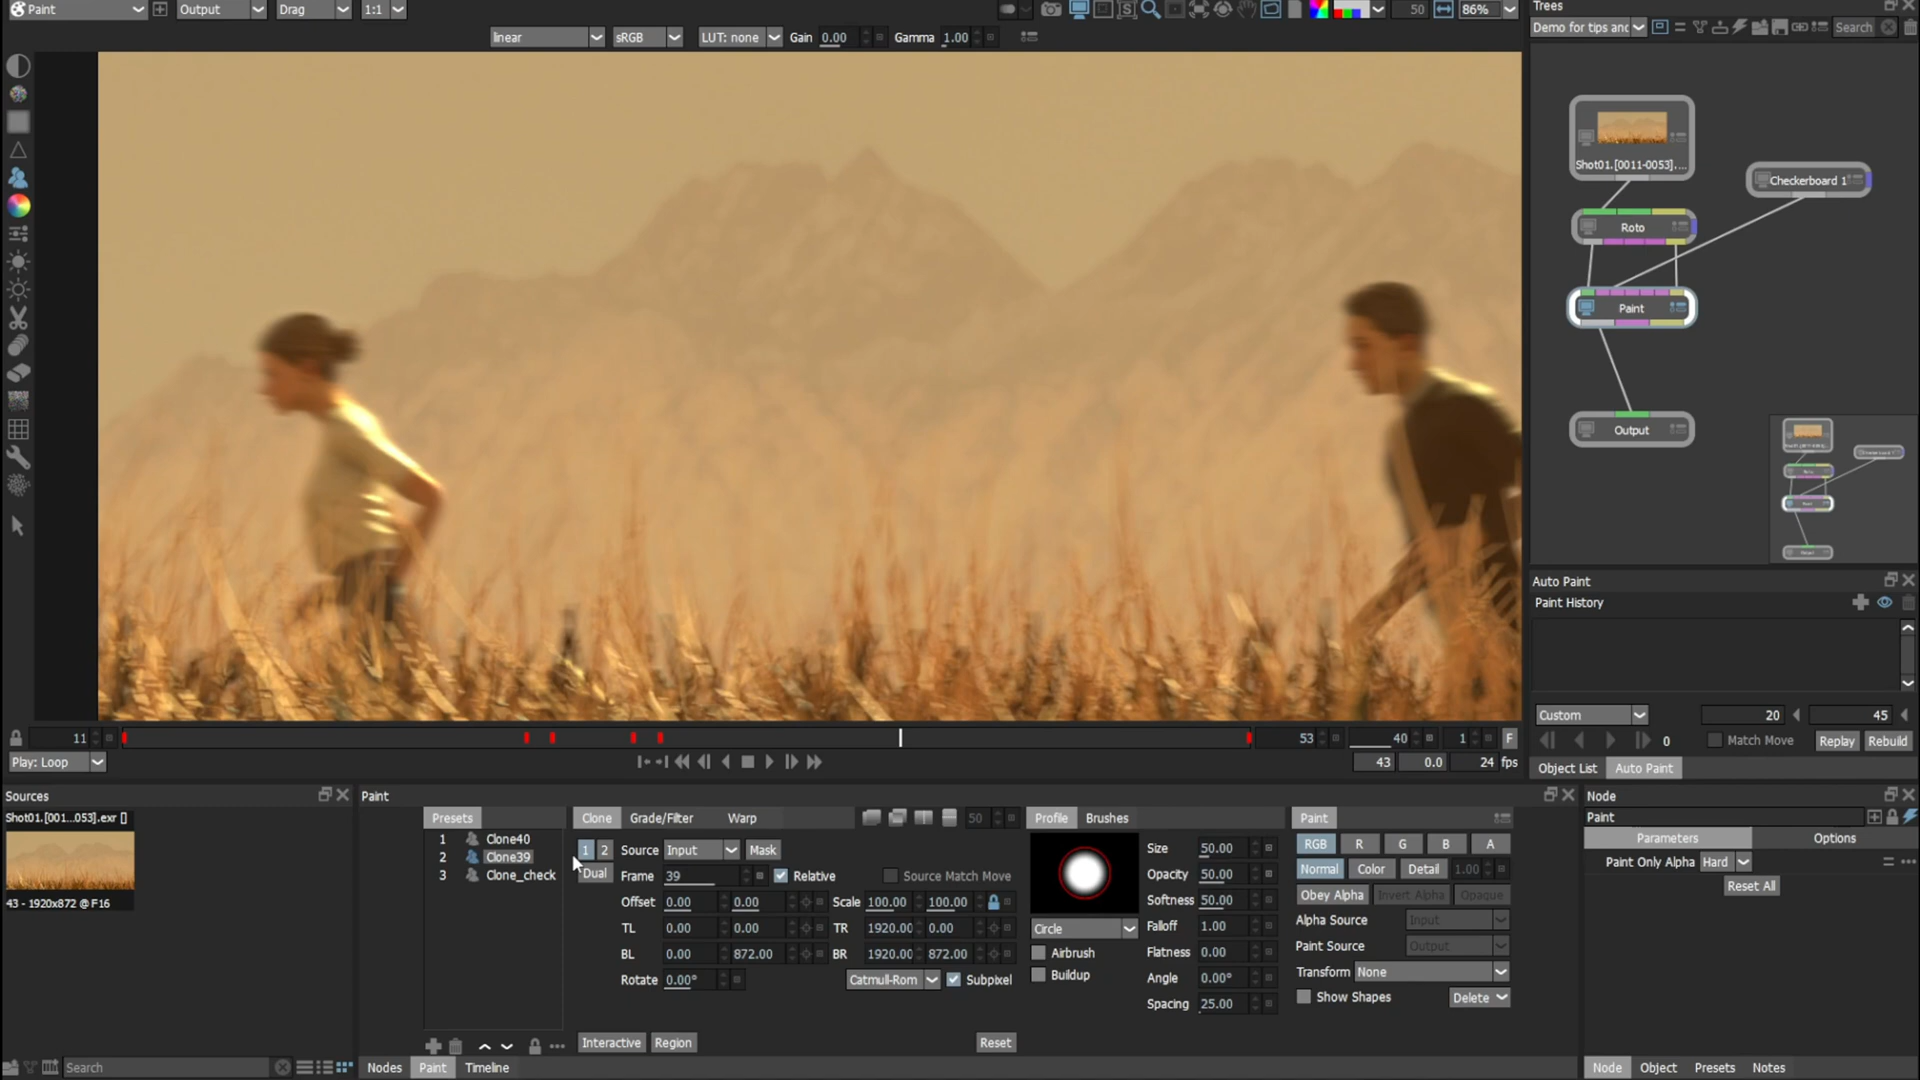 Paint Output Drag 1:1 50 86%
Trees
linear sRGB LUT: none Gain 0.00 Gamma 1.00
Demo for tips and Search
Shot01.[0011-0053]....
Checkerboard 1
Roto
Paint
Output
Auto Paint
Paint History
Custom 20 45
0 Match Move Replay Rebuild
Object List Auto Paint
11 53 40 1 F
Play: Loop 43 0.0 24 fps
Sources
Shot01.[001...053].exr []
43 - 1920x872 @ F16
Search
Paint
Presets
1 Clone40
2 Clone39
3 Clone_check
Clone Grade/Filter Warp 50
1 2 Source Input Mask
Dual Frame 39 Relative Source Match Move
Offset 0.00 0.00 Scale 100.00 100.00
TL 0.00 0.00 TR 1920.00 0.00
BL 0.00 872.00 BR 1920.00 872.00
Rotate 0.00° Catmull-Rom Subpixel
Interactive Region Reset
Nodes Paint Timeline
Profile Brushes
Circle
Airbrush
Buildup
Size 50.00
Opacity 50.00
Softness 50.00
Falloff 1.00
Flatness 0.00
Angle 0.00°
Spacing 25.00
Paint
RGB R G B A
Normal Color Detail 1.00
Obey Alpha Invert Alpha Opaque
Alpha Source Input
Paint Source Output
Transform None
Show Shapes Delete
Node
Paint
Parameters Options
Paint Only Alpha Hard
Reset All
Node Object Presets Notes